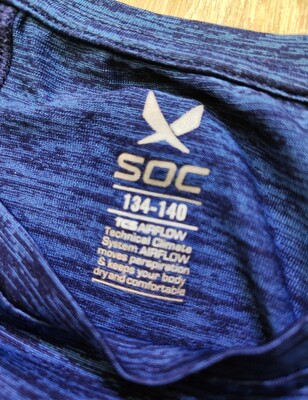 SOC
134-140
TCS AIRFLOW
Technical Climate
System AIRFLOW
moves perspiration
& keeps your body
dry and comfortable